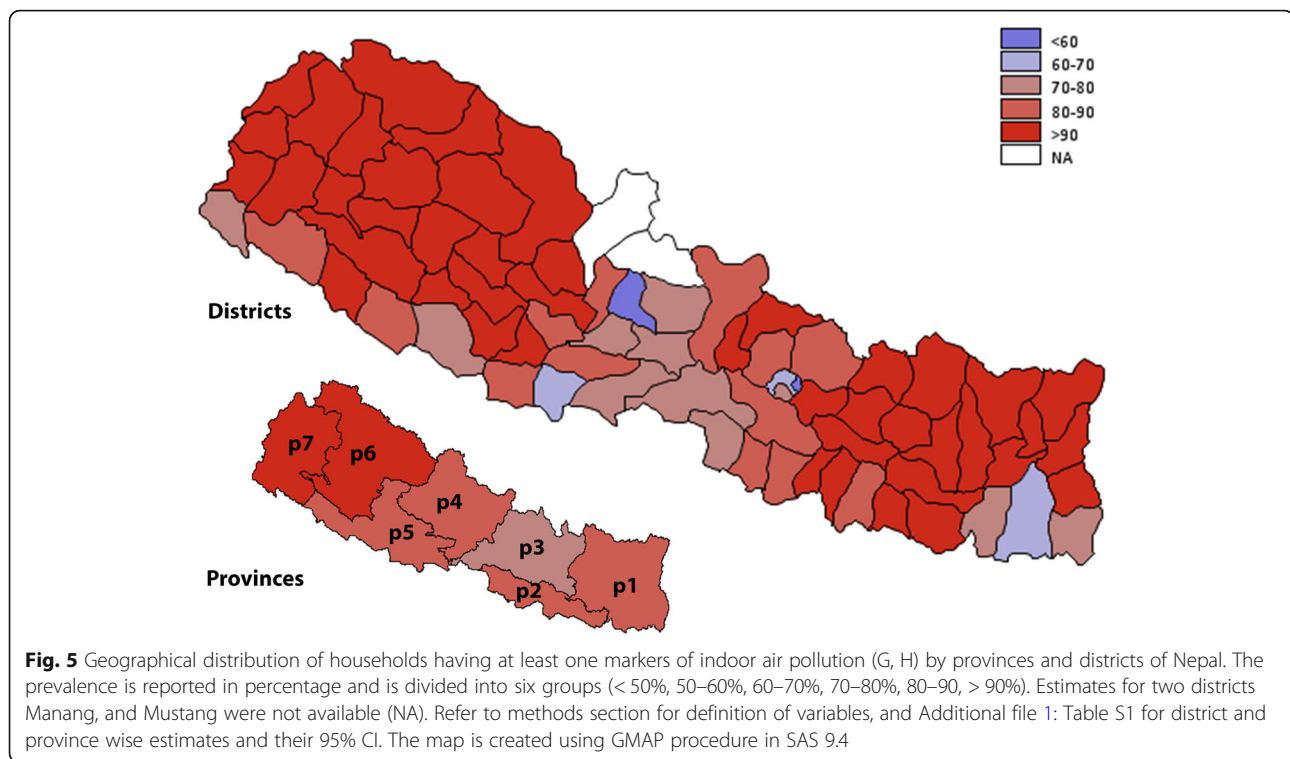 <60
60-70
70-80
80-90
>90
NA
Districts
p7
p6
p4
p5
p3
p2
p1
Provinces
Fig. 5 Geographical distribution of households having at least one markers of indoor air pollution (G, H) by provinces and districts of Nepal. The
prevalence is reported in percentage and is divided into six groups (< 50%, 50–60%, 60–70%, 70–80%, 80–90, > 90%). Estimates for two districts
Manang, and Mustang were not available (NA). Refer to methods section for definition of variables, and Additional file 1: Table S1 for district and
province wise estimates and their 95% CI. The map is created using GMAP procedure in SAS 9.4